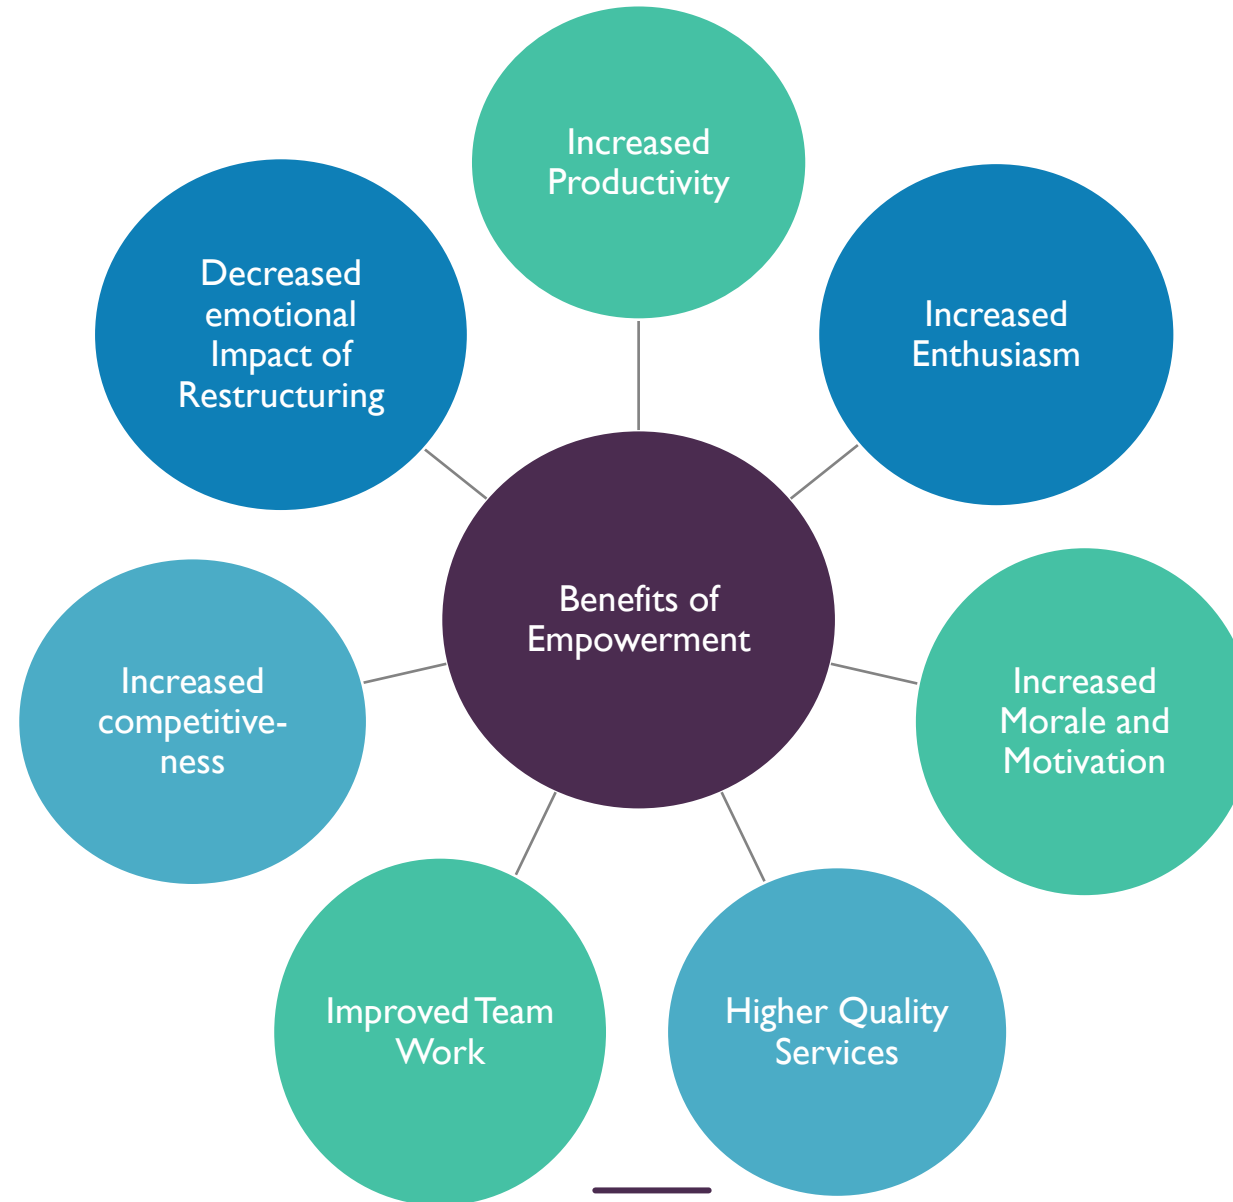 Increased
Productivity
Increased
Enthusiasm
Increased
Morale and
Motivation
Higher Quality
Services
Improved Team
Work
Increased
competitive-
ness
Decreased
emotional
Impact of
Restructuring
Benefits of
Empowerment